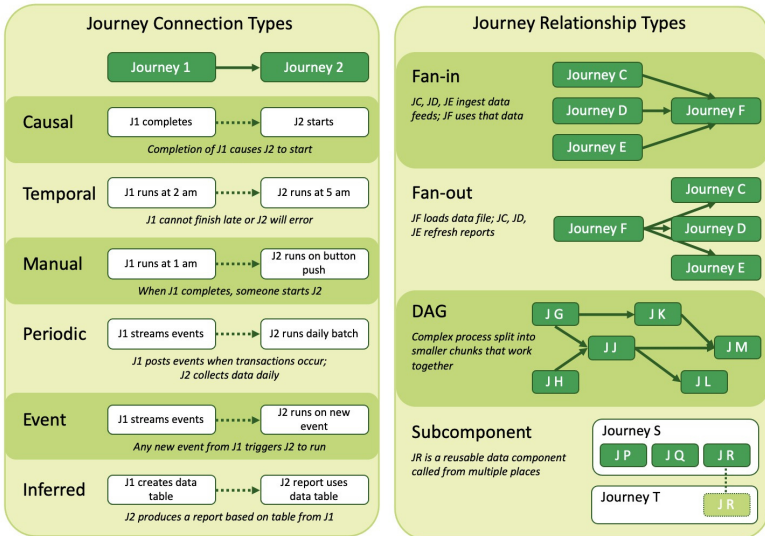 Journey Connection Types
Journey 1
Journey 2
Causal
J1 completes
J2 starts
Completion of J1 causes J2 to start
Temporal
J1 runs at 2 am
J2 runs at 5 am
J1 cannot finish late or J2 will error
Manual
J1 runs at 1 am
J2 runs on button
push
When J1 completes, someone starts J2
Periodic
J1 streams events
J2 runs daily batch
J1 posts events when transactions occur;
J2 collects data daily
Event
J1 streams events
J2 runs on new
event
Any new event from J1 triggers J2 to run
Inferred
J1 creates data
table
J2 report uses
data table
J2 produces a report based on table from J1
Journey Relationship Types
Fan-in
JC, JD, JE ingest data
feeds; JF uses that data
Journey C
Journey D
Journey E
Journey F
Fan-out
JF loads data file; JC, JD,
JE refresh reports
Journey F
Journey C
Journey D
Journey E
DAG
Complex process split into
smaller chunks that work
together
J G
J K
J J
J M
J H
J L
Subcomponent
JR is a reusable data component
called from multiple places
Journey S
J P
J Q
J R
Journey T
J R